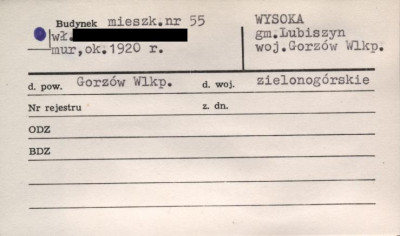 Budynek mieszk.nr 55
wł.
mur,ok.1920 r.
WYSOKA
gm.Lubiszyn
woj.Gorzów Wlkp.
d. pow. Gorzów Wlkp. d. woj. zielonogórskie
Nr rejestru z. dn.
ODZ
BDZ